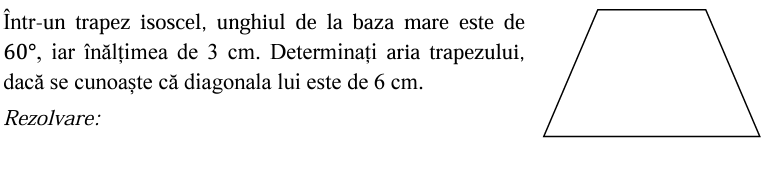 Într-un trapez isoscel, unghiul de la baza mare este de
60°, iar înălțimea de 3 cm. Determinați aria trapezului,
dacă se cunoaște că diagonala lui este de 6 cm.
Rezolvare: